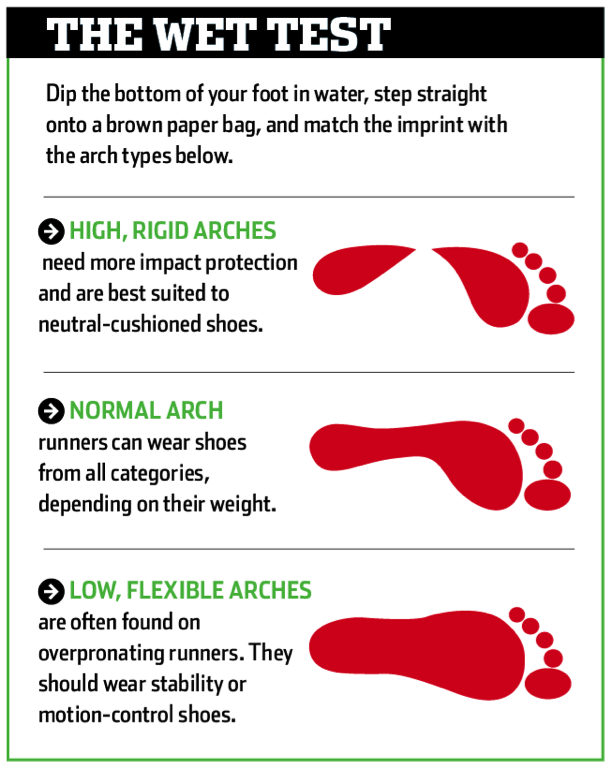 THE WET TEST
Dip the bottom of your foot in water, step straight
onto a brown paper bag, and match the imprint with
the arch types below.
HIGH, RIGID ARCHES
need more impact protection
and are best suited to
neutral-cushioned shoes.
NORMAL ARCH
runners can wear shoes
from all categories,
depending on their weight.
LOW, FLEXIBLE ARCHES
are often found on
overpronating runners. They
should wear stability or
motion-control shoes.